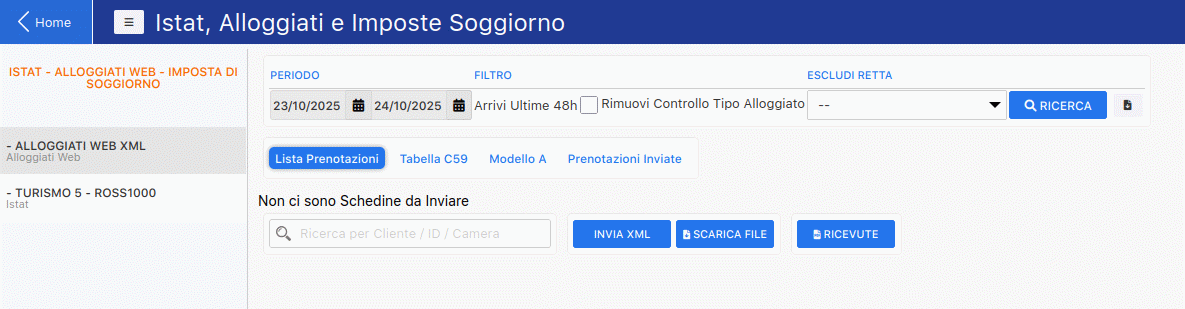 Home
Istat, Alloggiati e Imposte Soggiorno
ISTAT - ALLOGGIATI WEB - IMPOSTA DI
SOGGIORNO
- ALLOGGIATI WEB XML
Alloggiati Web
- TURISMO 5 - ROSS1000
Istat
PERIODO FILTRO ESCLUDI RETTA
23/10/2025 24/10/2025 Arrivi Ultime 48h Rimuovi Controllo Tipo Alloggiato -- RICERCA
Lista Prenotazioni Tabella C59 Modello A Prenotazioni Inviate
Non ci sono Schedine da Inviare
Ricerca per Cliente / ID / Camera INVIA XML SCARICA FILE RICEVUTE